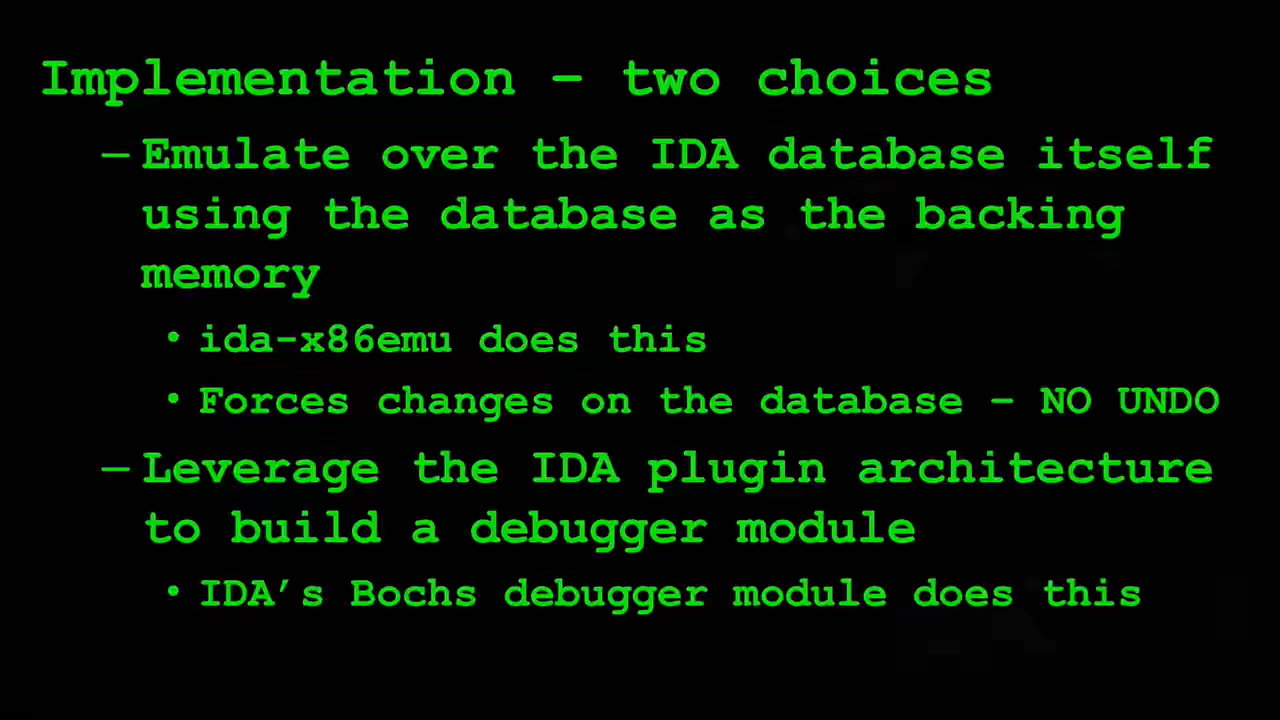 Implementation – two choices
– Emulate over the IDA database itself
using the database as the backing
memory
• ida-x86emu does this
• Forces changes on the database – NO UNDO
– Leverage the IDA plugin architecture
to build a debugger module
• IDA’s Bochs debugger module does this